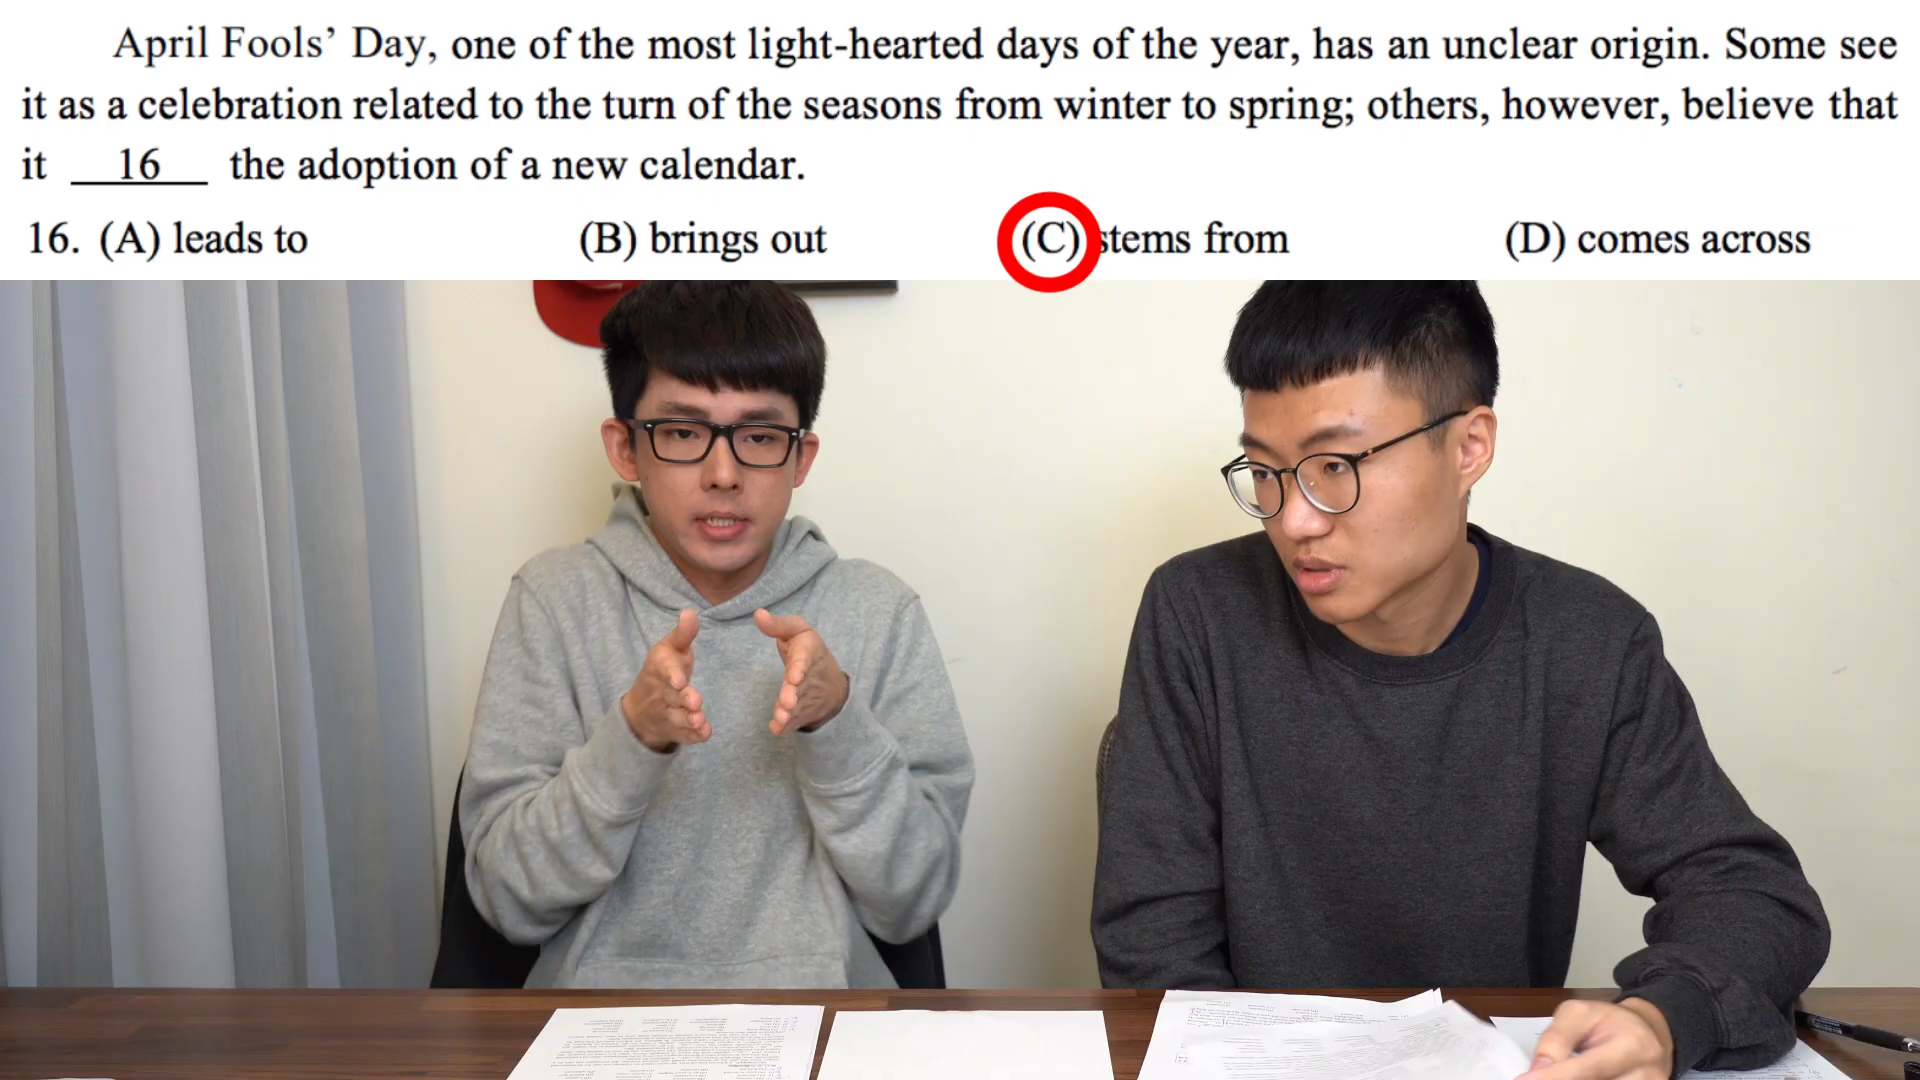 April Fools’ Day, one of the most light-hearted days of the year, has an unclear origin. Some see
it as a celebration related to the turn of the seasons from winter to spring; others, however, believe that
it 16 the adoption of a new calendar.
16. (A) leads to (B) brings out (C) stems from (D) comes across